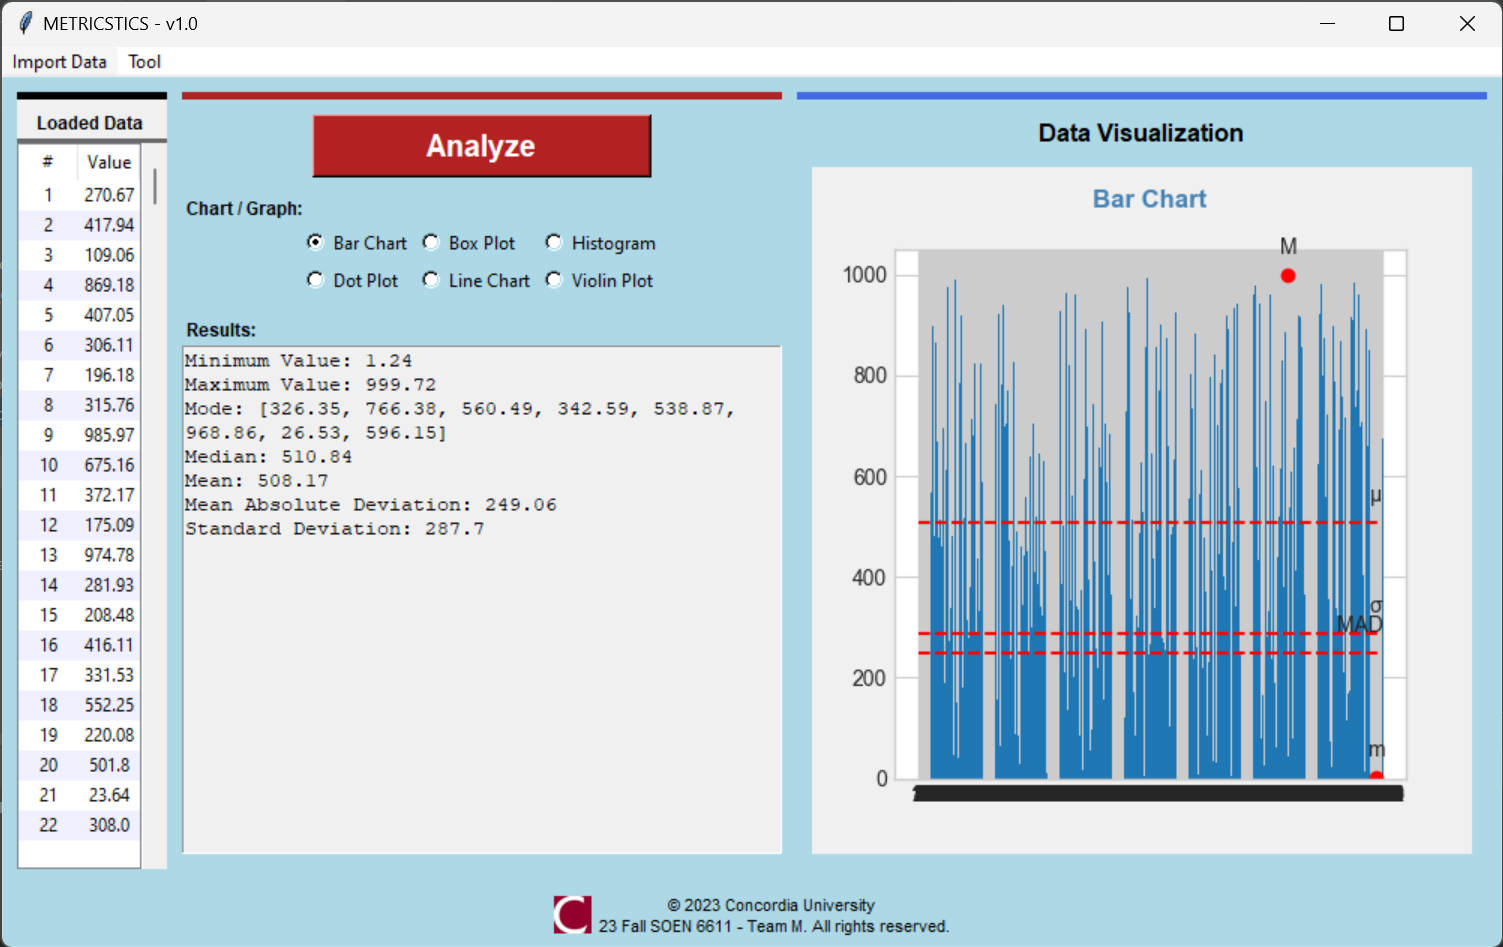 METRICSTICS - v1.0
Import Data Tool
Loaded Data
# Value
1 270.67
2 417.94
3 109.06
4 869.18
5 407.05
6 306.11
7 196.18
8 315.76
9 985.97
10 675.16
11 372.17
12 175.09
13 974.78
14 281.93
15 208.48
16 416.11
17 331.53
18 552.25
19 220.08
20 501.8
21 23.64
22 308.0
Analyze
Chart / Graph:
Bar Chart Box Plot Histogram
Dot Plot Line Chart Violin Plot
Results:
Minimum Value: 1.24
Maximum Value: 999.72
Mode: [326.35, 766.38, 560.49, 342.59, 538.87,
968.86, 26.53, 596.15]
Median: 510.84
Mean: 508.17
Mean Absolute Deviation: 249.06
Standard Deviation: 287.7
Data Visualization
Bar Chart
M
1000
800
600
μ
400
σ
MAD
200
m
0
© 2023 Concordia University
23 Fall SOEN 6611 - Team M. All rights reserved.